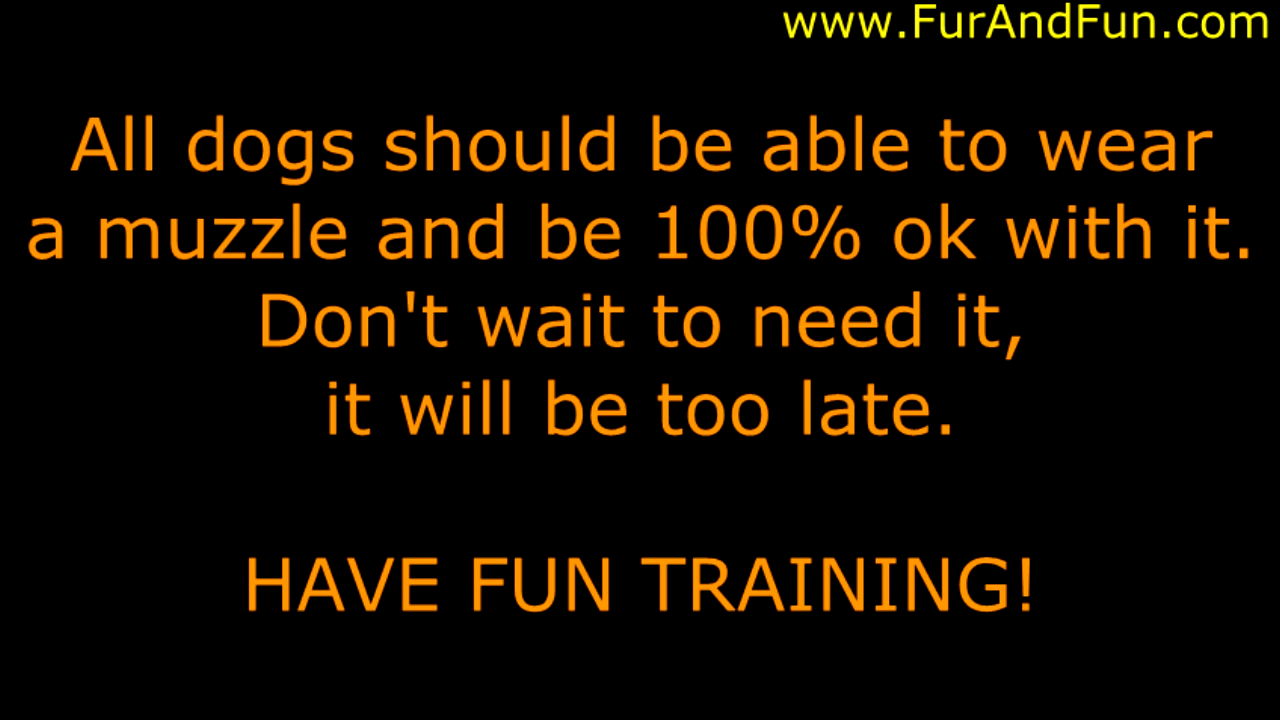 www.FurAndFun.com
All dogs should be able to wear
a muzzle and be 100% ok with it.
Don't wait to need it,
it will be too late.
HAVE FUN TRAINING!